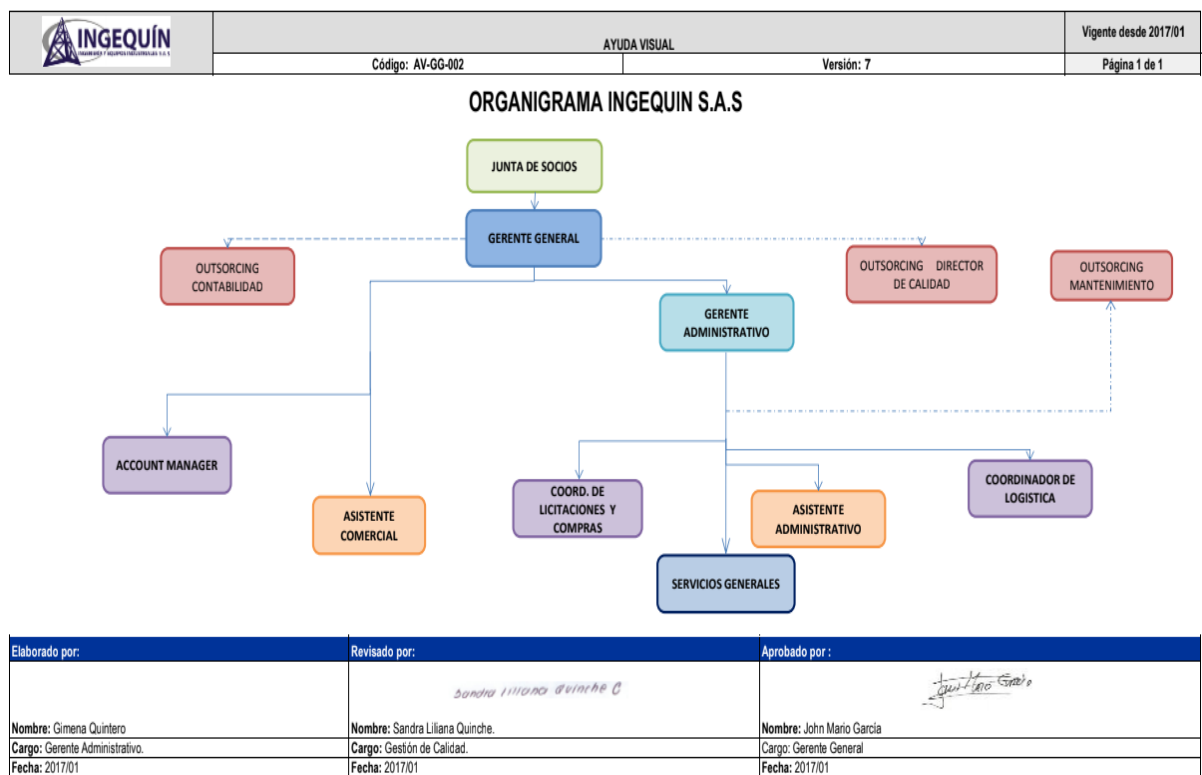 INGEQUÍN
INGENIERIA Y EQUIPOS INDUSTRIALES S.A.S
AYUDA VISUAL
Vigente desde 2017/01
Código: AV-GG-002
Versión: 7
Página 1 de 1
ORGANIGRAMA INGEQUIN S.A.S
JUNTA DE SOCIOS
GERENTE GENERAL
OUTSORCING
CONTABILIDAD
OUTSORCING DIRECTOR
DE CALIDAD
OUTSORCING
MANTENIMIENTO
GERENTE
ADMINISTRATIVO
ACCOUNT MANAGER
ASISTENTE
COMERCIAL
COORD. DE
LICITACIONES Y
COMPRAS
ASISTENTE
ADMINISTRATIVO
COORDINADOR DE
LOGISTICA
SERVICIOS GENERALES
Elaborado por:
Revisado por:
Aprobado por :
Sandra Liliana Quinche C
Nombre: Gimena Quintero
Nombre: Sandra Liliana Quinche.
Nombre: John Mario García
Cargo: Gerente Administrativo.
Cargo: Gestión de Calidad.
Cargo: Gerente General
Fecha: 2017/01
Fecha: 2017/01
Fecha: 2017/01